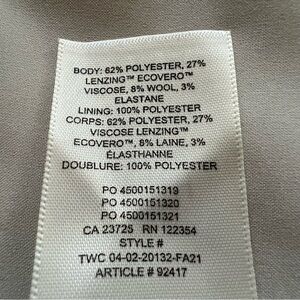 BODY: 62% POLYESTER, 27%
LENZING™ ECOVERO™
VISCOSE, 8% WOOL, 3%
ELASTANE
LINING: 100% POLYESTER
CORPS: 62% POLYESTER, 27%
VISCOSE LENZING™
ECOVERO™, 8% LAINE, 3%
ÉLASTHANNE
DOUBLURE: 100% POLYESTER
PO 4500151319
PO 4500151320
PO 4500151321
CA 23725 RN 122354
STYLE #
TWC 04-02-20132-FA21
ARTICLE # 92417